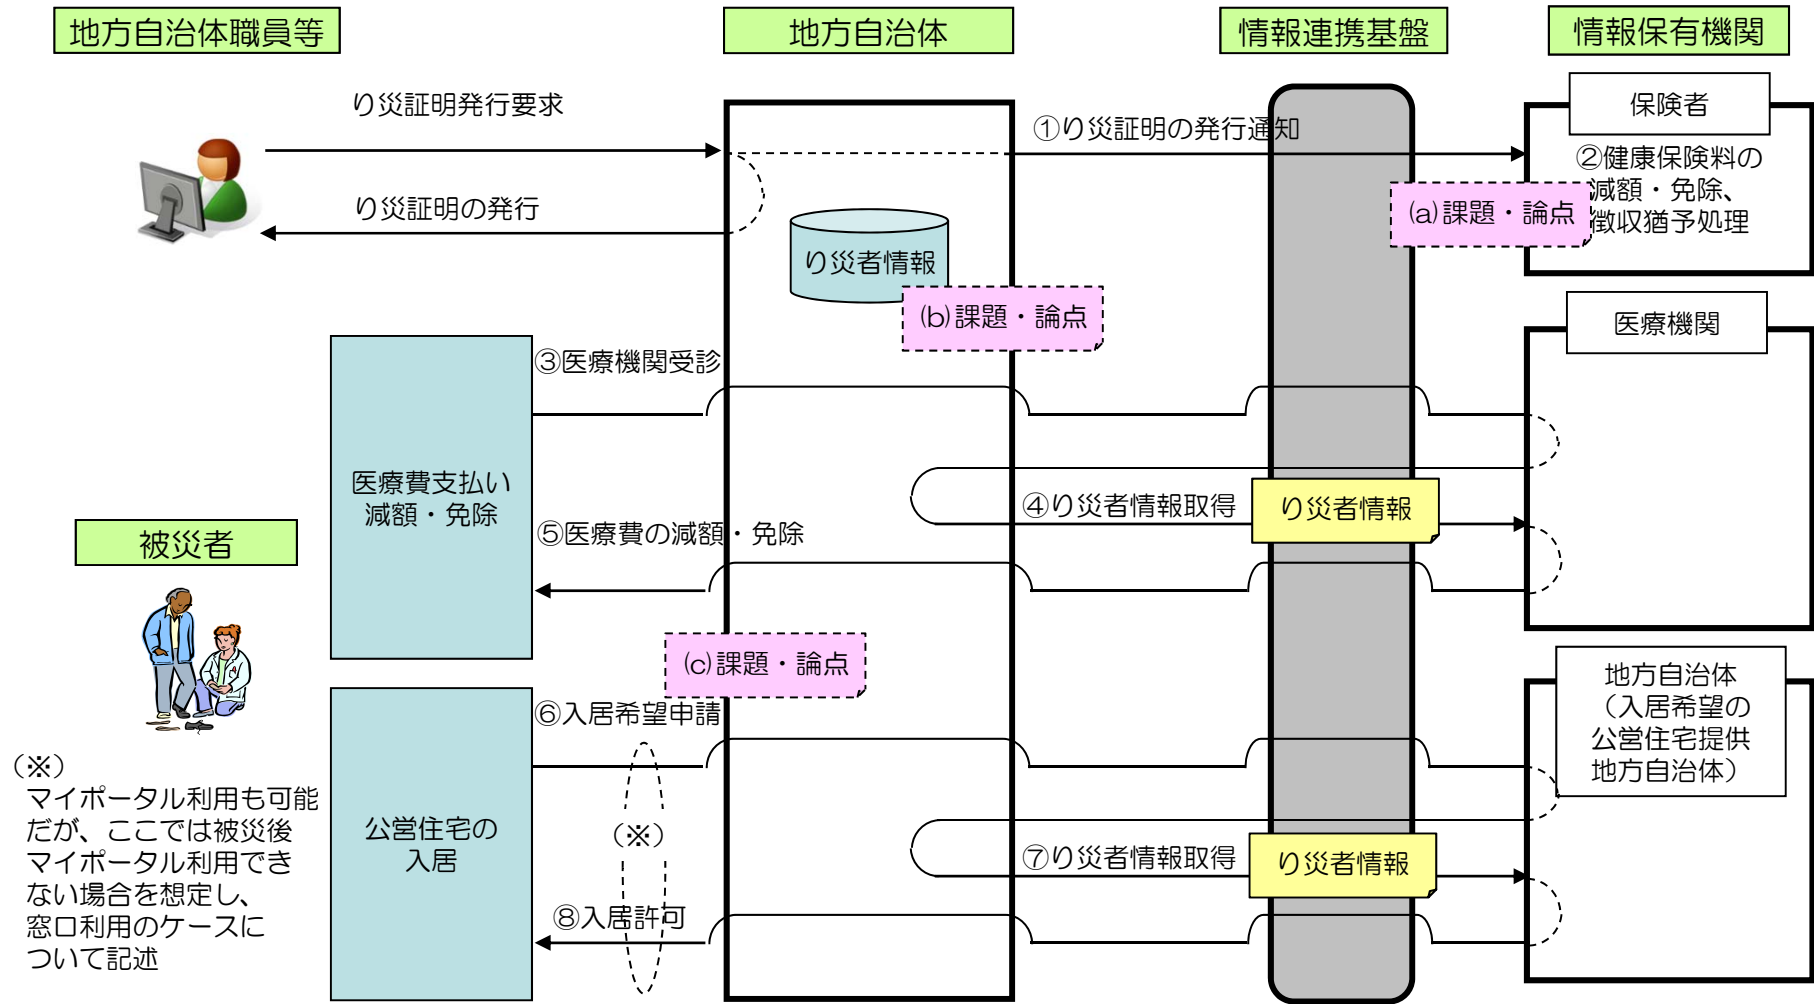 地方自治体職員等
地方自治体
情報連携基盤
情報保有機関
り災証明発行要求
①り災証明の発行通知
保険者
②健康保険料の
減額・免除、
徴収猶予処理
(a)課題・論点
り災証明の発行
り災者情報
(b)課題・論点
医療機関
③医療機関受診
医療費支払い
減額・免除
④り災者情報取得
り災者情報
⑤医療費の減額・免除
被災者
(c)課題・論点
地方自治体
（入居希望の
公営住宅提供
地方自治体）
⑥入居希望申請
（※）
マイポータル利用も可能
だが、ここでは被災後
マイポータル利用でき
ない場合を想定し、
窓口利用のケースに
ついて記述
公営住宅の
入居
（※）
⑦り災者情報取得
り災者情報
⑧入居許可